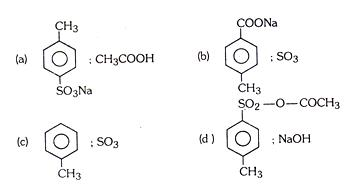 CH3
(a) ; CH3COOH
SO3Na
COONa
(b) ; SO3
CH3
(c) ; SO3
CH3
SO2—O—COCH3
(d) ; NaOH
CH3